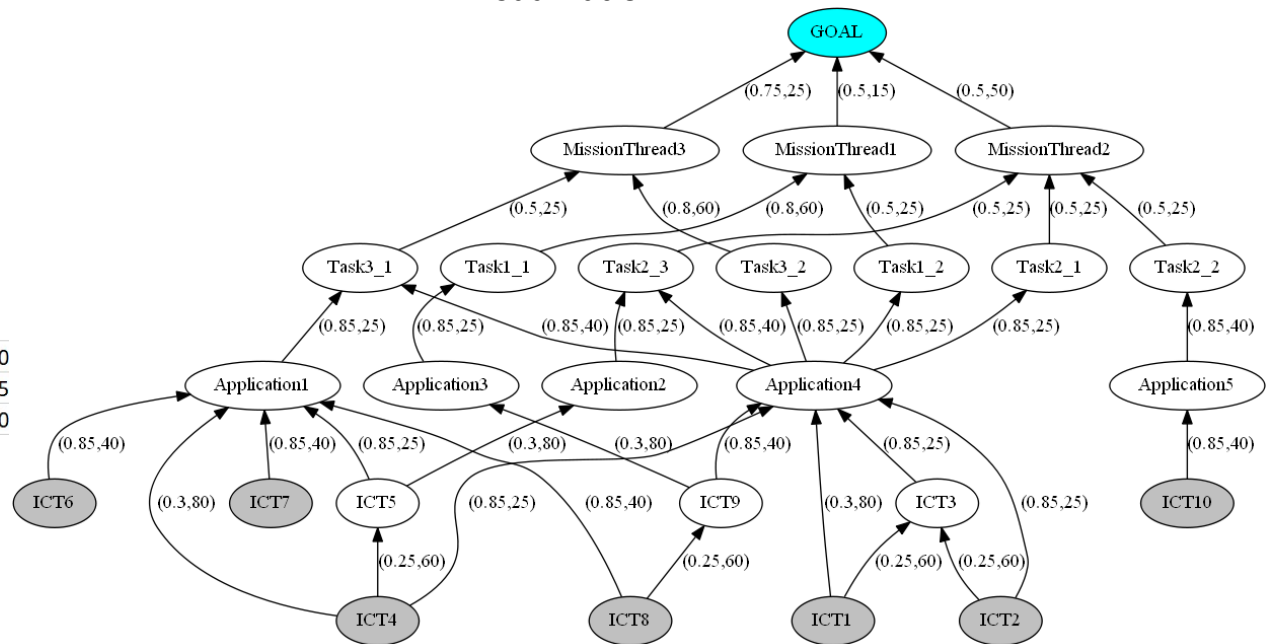 GOAL
(0.75,25) (0.5,15) (0.5,50)
MissionThread3 MissionThread1 MissionThread2
(0.5,25) (0.8,60) (0.8,60) (0.5,25) (0.5,25) (0.5,25) (0.5,25)
Task3_1 Task1_1 Task2_3 Task3_2 Task1_2 Task2_1 Task2_2
(0.85,25) (0.85,25) (0.85,40) (0.85,25) (0.85,40) (0.85,25) (0.85,25) (0.85,25) (0.85,40)
0
5
0
Application1 Application3 Application2 Application4 Application5
(0.85,40) (0.85,40) (0.85,25) (0.3,80) (0.3,80) (0.85,40) (0.85,25) (0.85,40)
ICT6 (0.3,80) ICT7 ICT5 (0.85,25) (0.85,40) ICT9 (0.3,80) ICT3 (0.85,25) ICT10
(0.25,60) (0.25,60) (0.25,60) (0.25,60)
ICT4 ICT8 ICT1 ICT2